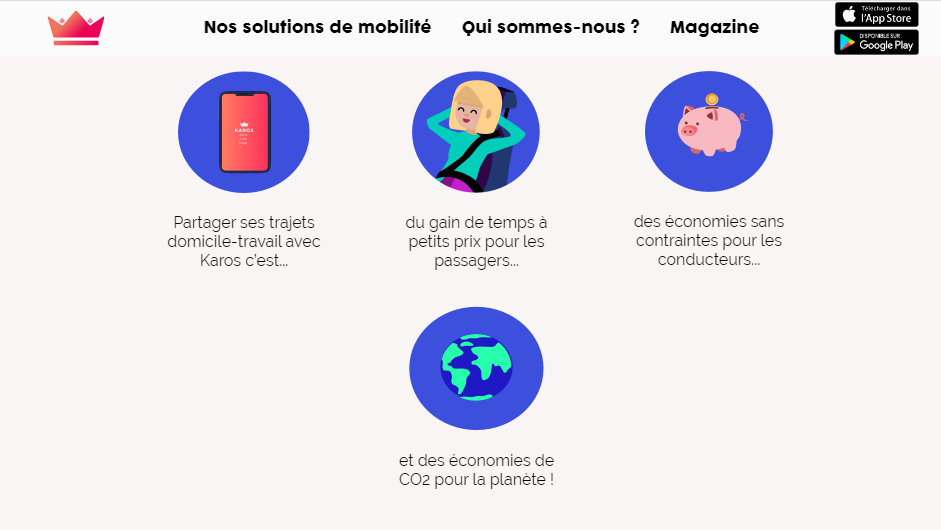 Nos solutions de mobilité
Qui sommes-nous ?
Magazine
Télécharger dans
l'App Store
DISPONIBLE SUR
Google Play
KAROS
Partager ses trajets
domicile-travail avec
Karos c'est...
du gain de temps à
petits prix pour les
passagers...
des économies sans
contraintes pour les
conducteurs...
et des économies de
CO2 pour la planète !